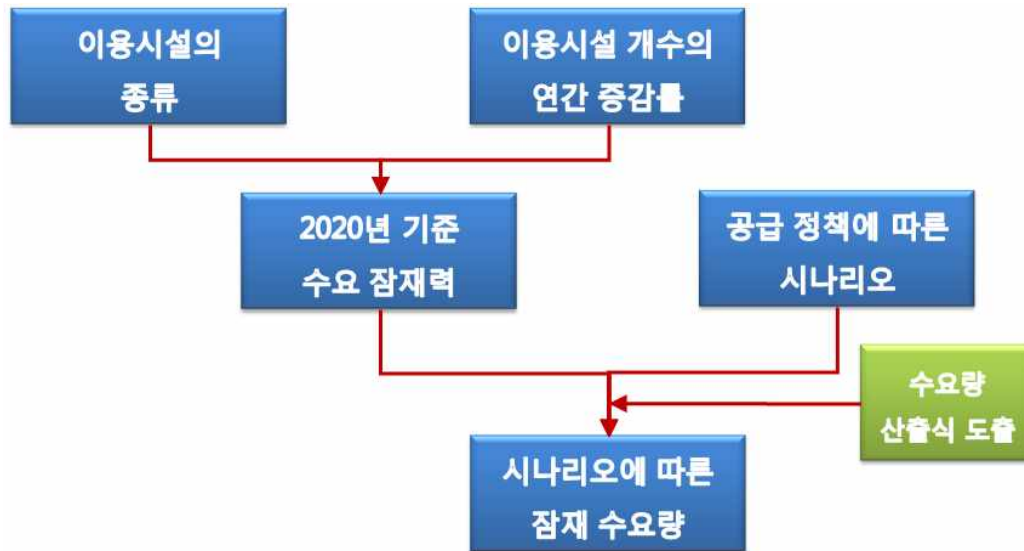 이용시설의
종류
이용시설 개수의
연간 증감률
2020년 기준
수요 잠재력
공급 정책에 따른
시나리오
수요량
산출식 도출
시나리오에 따른
잠재 수요량